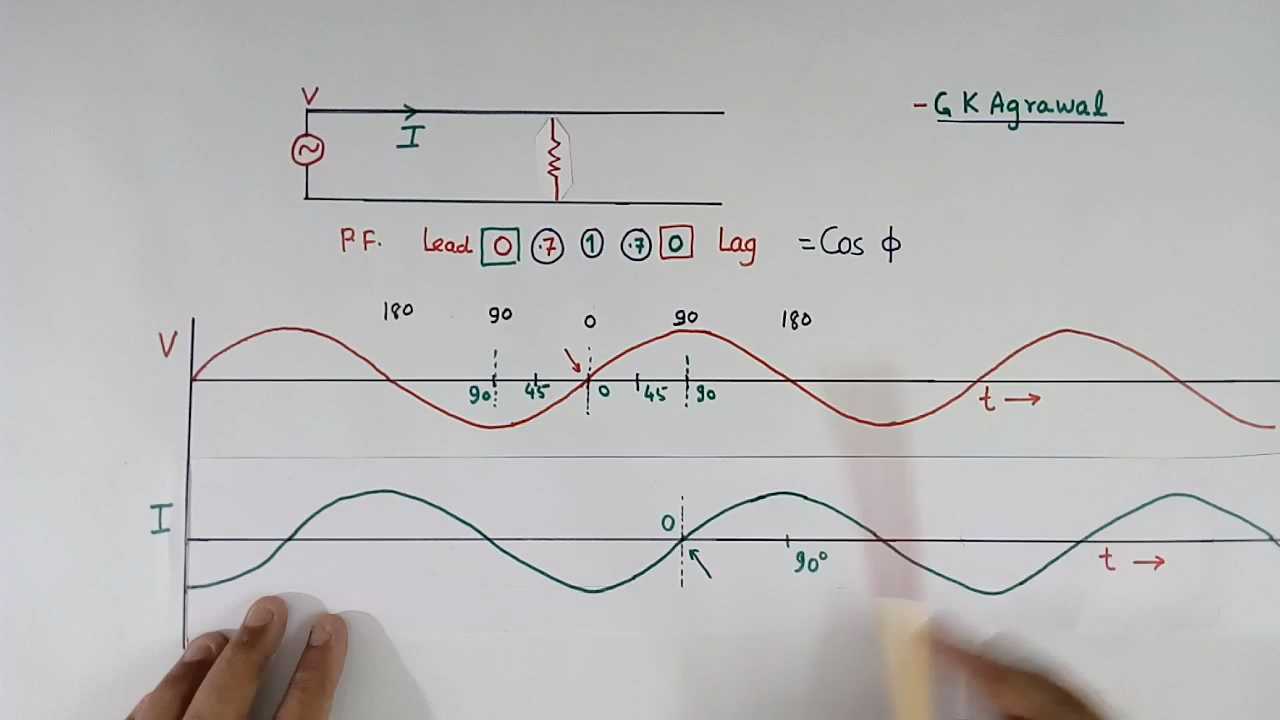 V
- G K Agrawal
I
P.F. Lead 0 .7 1 .7 0 Lag = Cos ϕ
180 90 0 90 180
V
90 45 0 45 90
t →
I
0
90°
t →